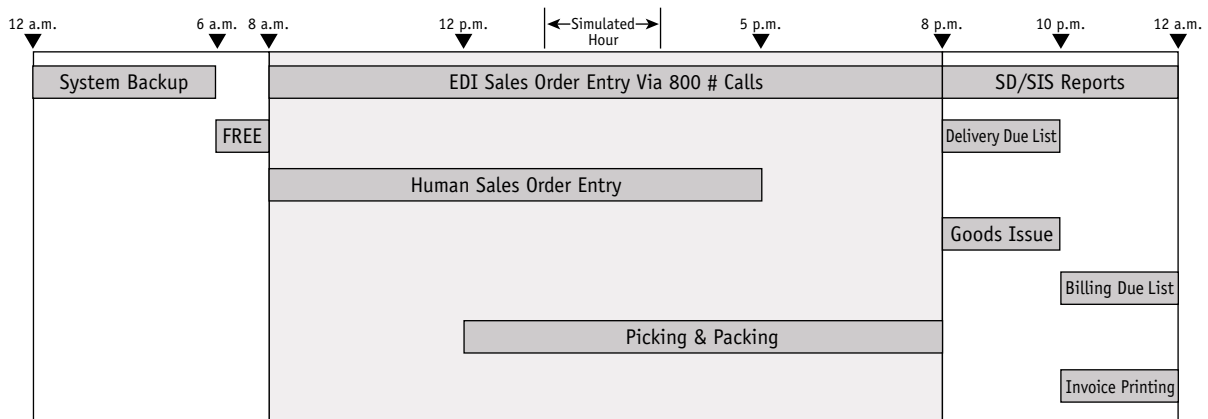 12 a.m. 6 a.m. 8 a.m. 12 p.m. Simulated Hour 5 p.m. 8 p.m. 10 p.m. 12 a.m.
System Backup EDI Sales Order Entry Via 800 # Calls SD/SIS Reports
FREE Delivery Due List
Human Sales Order Entry
Goods Issue
Billing Due List
Picking & Packing
Invoice Printing